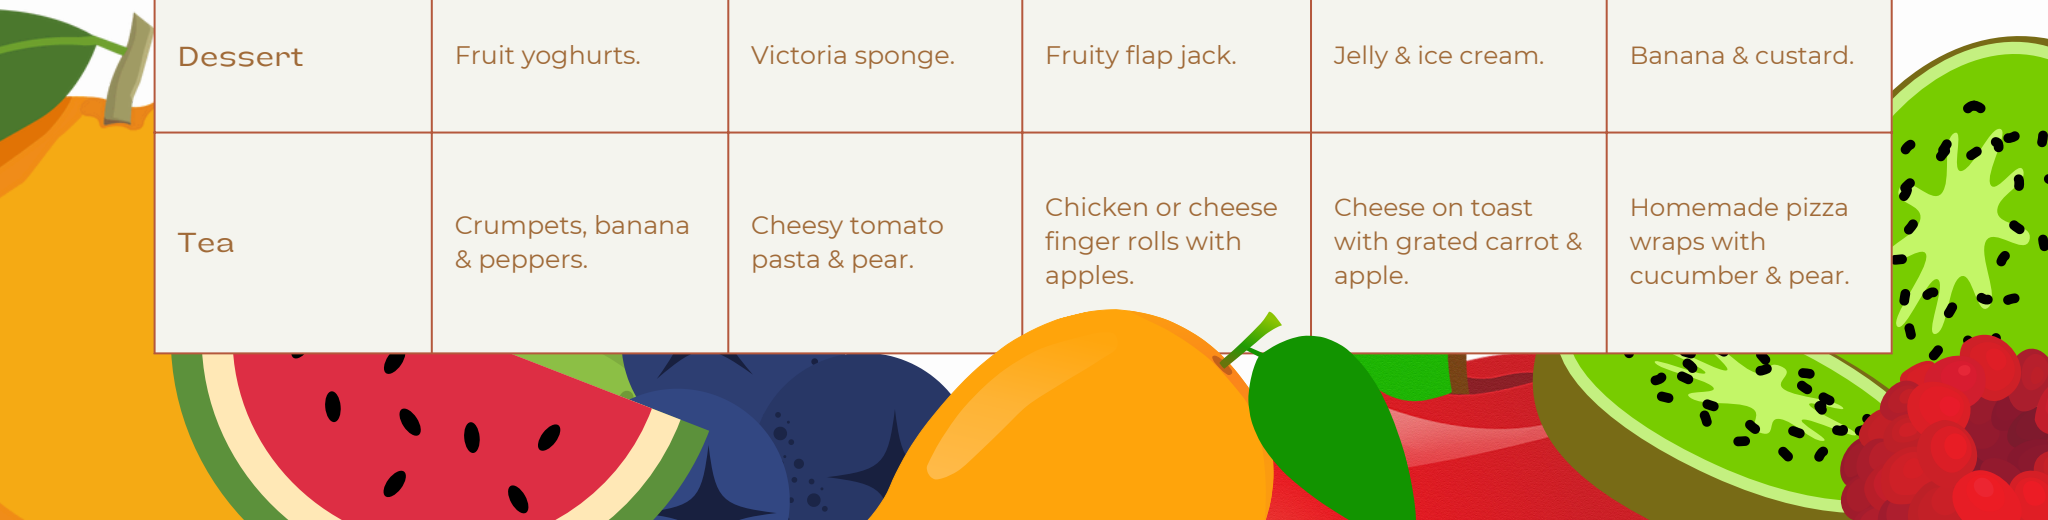 Dessert
Fruit yoghurts.
Victoria sponge.
Fruity flap jack.
Jelly & ice cream.
Banana & custard.
Tea
Crumpets, banana
& peppers.
Cheesy tomato
pasta & pear.
Chicken or cheese
finger rolls with
apples.
Cheese on toast
with grated carrot &
apple.
Homemade pizza
wraps with
cucumber & pear.